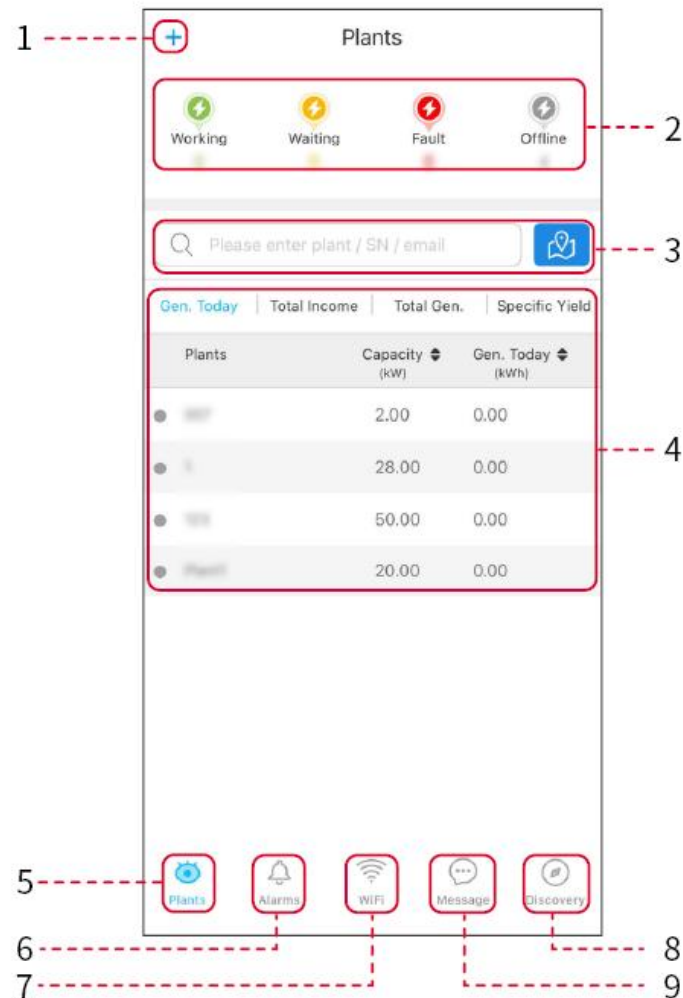 1
+
Plants
Working
Waiting
Fault
Offline
2
Please enter plant / SN / email
3
Gen. Today
Total Income
Total Gen.
Specific Yield
Plants
Capacity
(kW)
Gen. Today
(kWh)
2.00 0.00
4
28.00 0.00
50.00 0.00
20.00 0.00
5
Plants
Alarms
WiFi
Message
Discovery
6
8
7
9